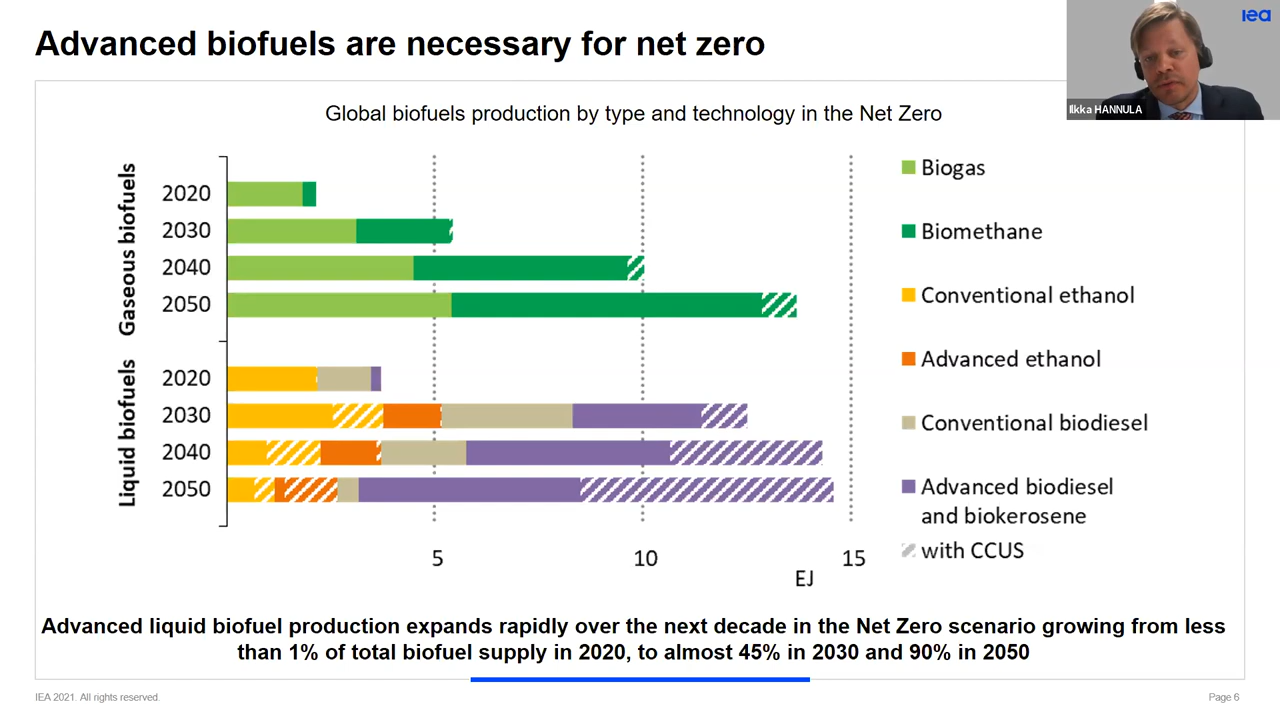 Advanced biofuels are necessary for net zero
iea
Ilkka HANNULA
Global biofuels production by type and technology in the Net Zero
Gaseous biofuels
2020
2030
2040
2050
Liquid biofuels
2020
2030
2040
2050
5
10
15
EJ
Biogas
Biomethane
Conventional ethanol
Advanced ethanol
Conventional biodiesel
Advanced biodiesel
and biokerosene
with CCUS
Advanced liquid biofuel production expands rapidly over the next decade in the Net Zero scenario growing from less
than 1% of total biofuel supply in 2020, to almost 45% in 2030 and 90% in 2050
IEA 2021. All rights reserved.
Page 6